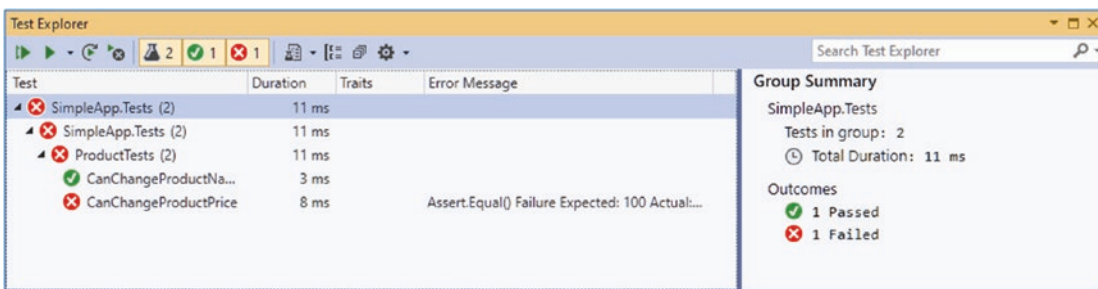 Test Explorer
2 1 1 Search Test Explorer
Test Duration Traits Error Message
SimpleApp.Tests (2) 11 ms
SimpleApp.Tests (2) 11 ms
ProductTests (2) 11 ms
CanChangeProductNa... 3 ms
CanChangeProductPrice 8 ms Assert.Equal() Failure Expected: 100 Actual:...
Group Summary
SimpleApp.Tests
Tests in group: 2
Total Duration: 11 ms
Outcomes
1 Passed
1 Failed